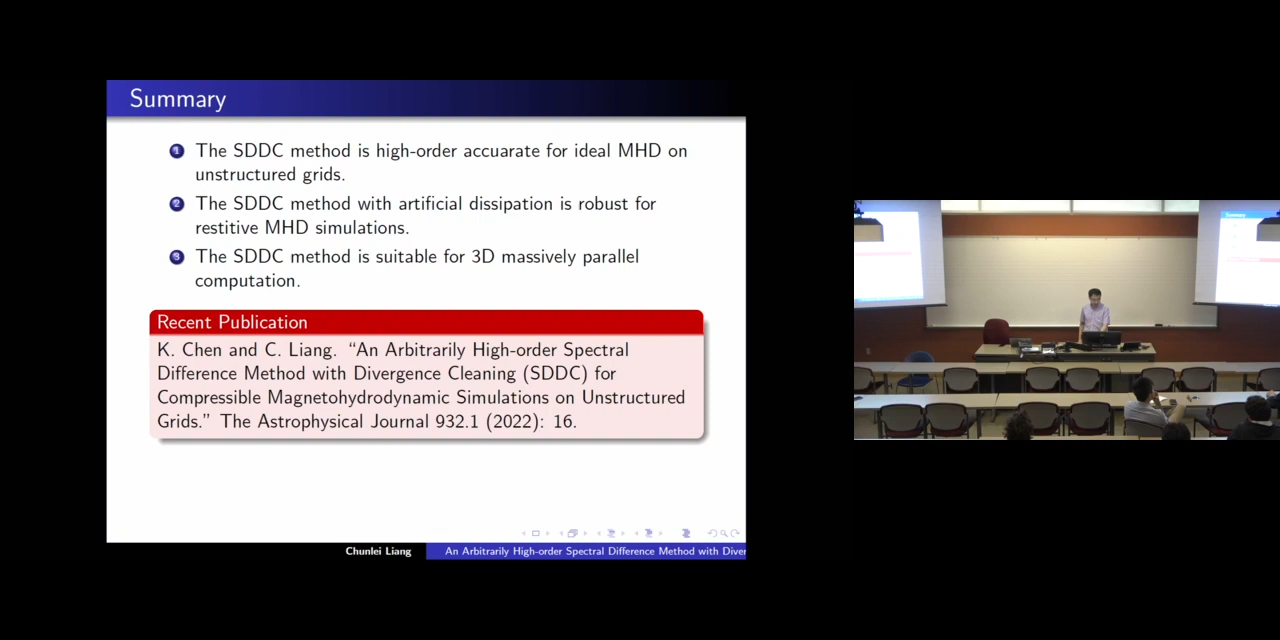 Summary
1 The SDDC method is high-order accuarate for ideal MHD on
unstructured grids.
2 The SDDC method with artificial dissipation is robust for
restitive MHD simulations.
3 The SDDC method is suitable for 3D massively parallel
computation.
Recent Publication
K. Chen and C. Liang. “An Arbitrarily High-order Spectral
Difference Method with Divergence Cleaning (SDDC) for
Compressible Magnetohydrodynamic Simulations on Unstructured
Grids.” The Astrophysical Journal 932.1 (2022): 16.
Chunlei Liang
An Arbitrarily High-order Spectral Difference Method with Diver
Summary